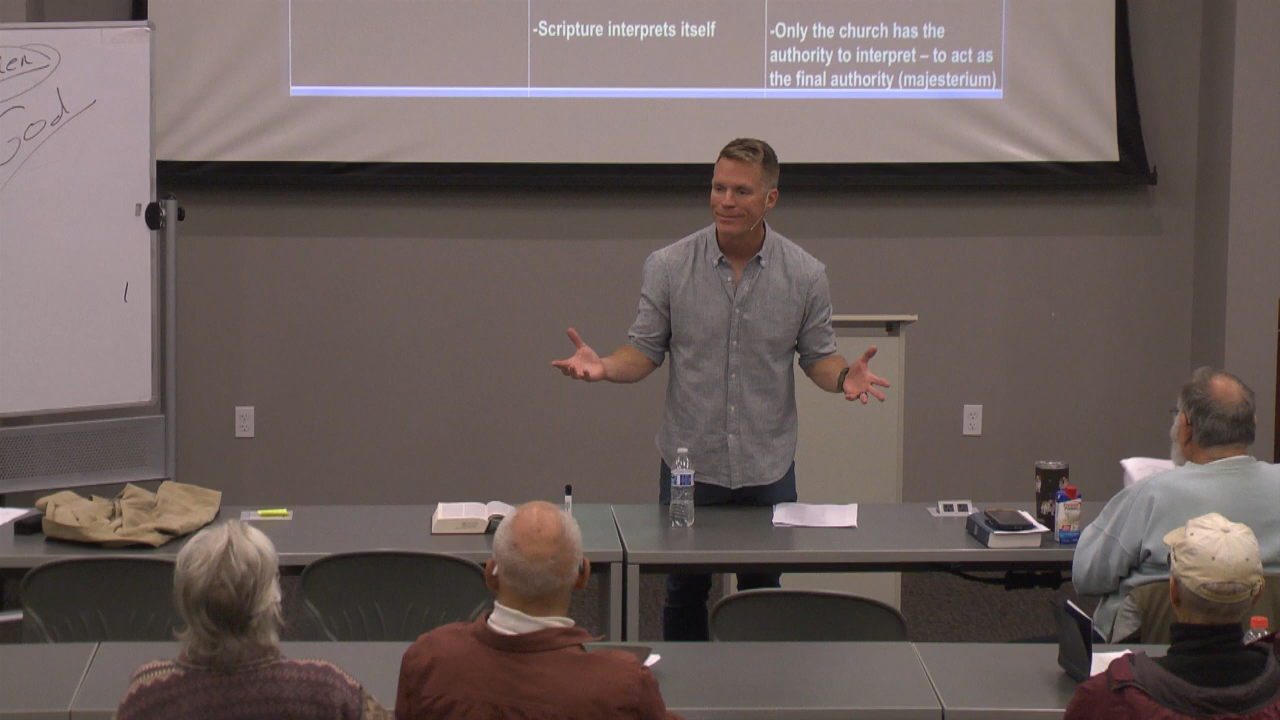 -Scripture interprets itself
-Only the church has the
authority to interpret – to act as
the final authority (majesterium)
God